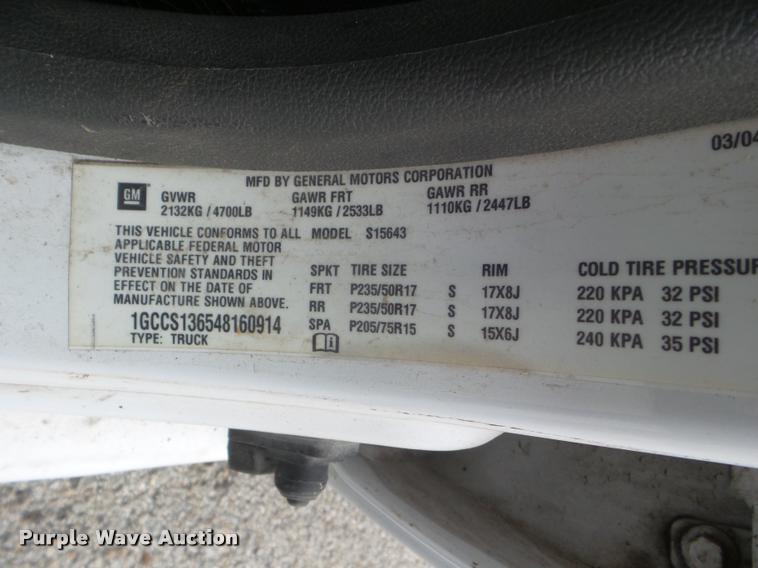 03/04
MFD BY GENERAL MOTORS CORPORATION
GM GVWR GAWR FRT GAWR RR
2132KG / 4700LB 1149KG / 2533LB 1110KG / 2447LB
THIS VEHICLE CONFORMS TO ALL MODEL S15643
APPLICABLE FEDERAL MOTOR
VEHICLE SAFETY AND THEFT
PREVENTION STANDARDS IN SPKT TIRE SIZE RIM COLD TIRE PRESSUR
EFFECT ON THE DATE OF FRT P235/50R17 S 17X8J 220 KPA 32 PSI
MANUFACTURE SHOWN ABOVE. RR P235/50R17 S 17X8J 220 KPA 32 PSI
1GCCS136548160914 SPA P205/75R15 S 15X6J 240 KPA 35 PSI
TYPE: TRUCK
Purple Wave Auction Purple Wave Auction